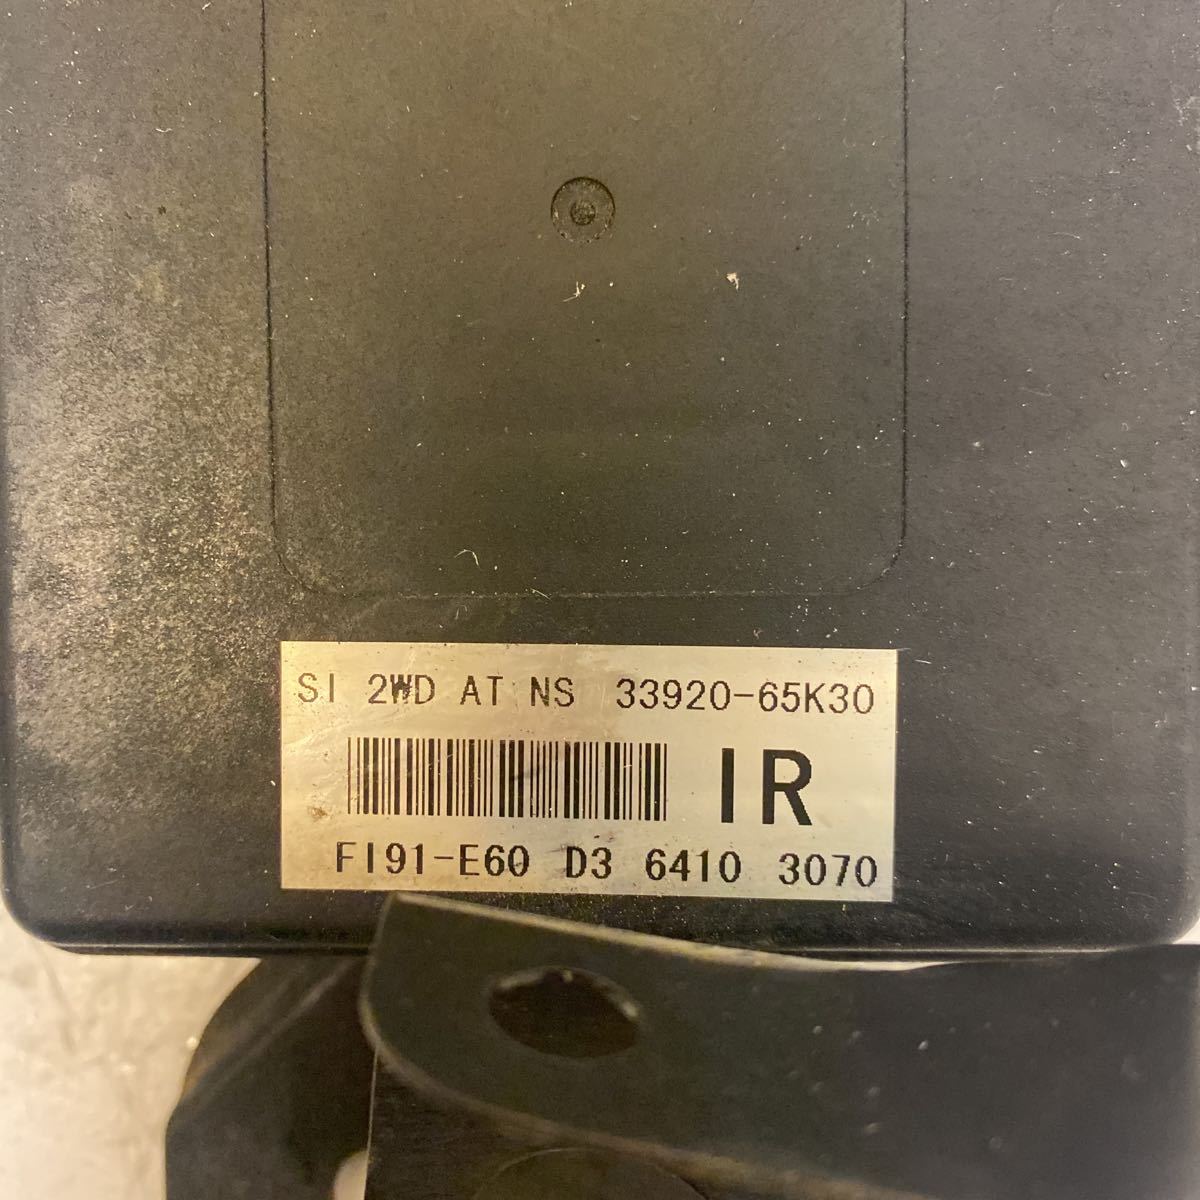 SI 2WD AT NS 33920-65K30
IR
FI91-E60 D3 6410 3070